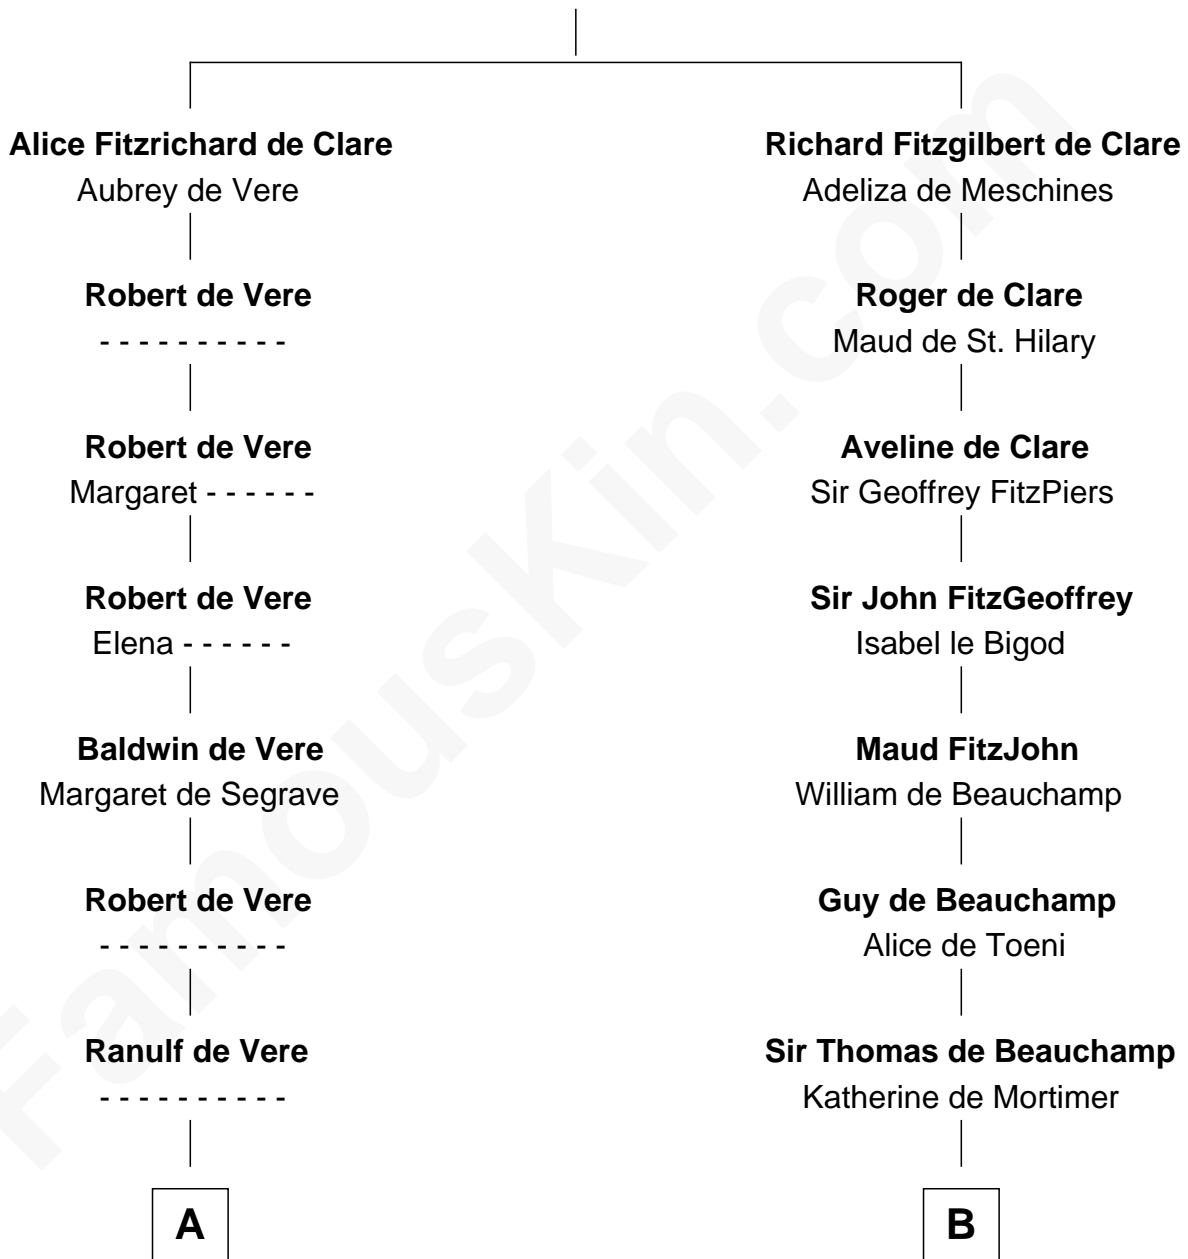 Alice Fitzrichard de Clare
Aubrey de Vere
Robert de Vere
- - - - - - - - - -
Robert de Vere
Margaret - - - - - -
Robert de Vere
Elena - - - - - -
Baldwin de Vere
Margaret de Segrave
Robert de Vere
- - - - - - - - - -
Ranulf de Vere
- - - - - - - - - -
A
Richard Fitzgilbert de Clare
Adeliza de Meschines
Roger de Clare
Maud de St. Hilary
Aveline de Clare
Sir Geoffrey FitzPiers
Sir John FitzGeoffrey
Isabel le Bigod
Maud FitzJohn
William de Beauchamp
Guy de Beauchamp
Alice de Toeni
Sir Thomas de Beauchamp
Katherine de Mortimer
B
FamousKin.com